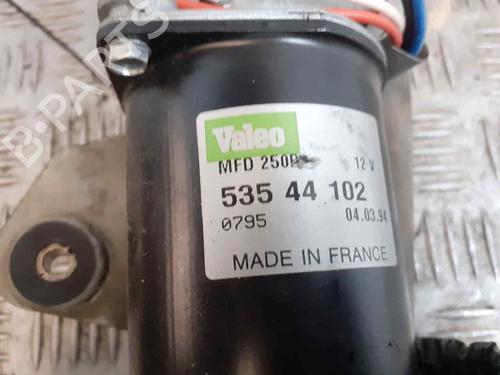 Valeo
MFD 250 12 V
535 44 102
0795 04.03.94
MADE IN FRANCE
B-PARTS